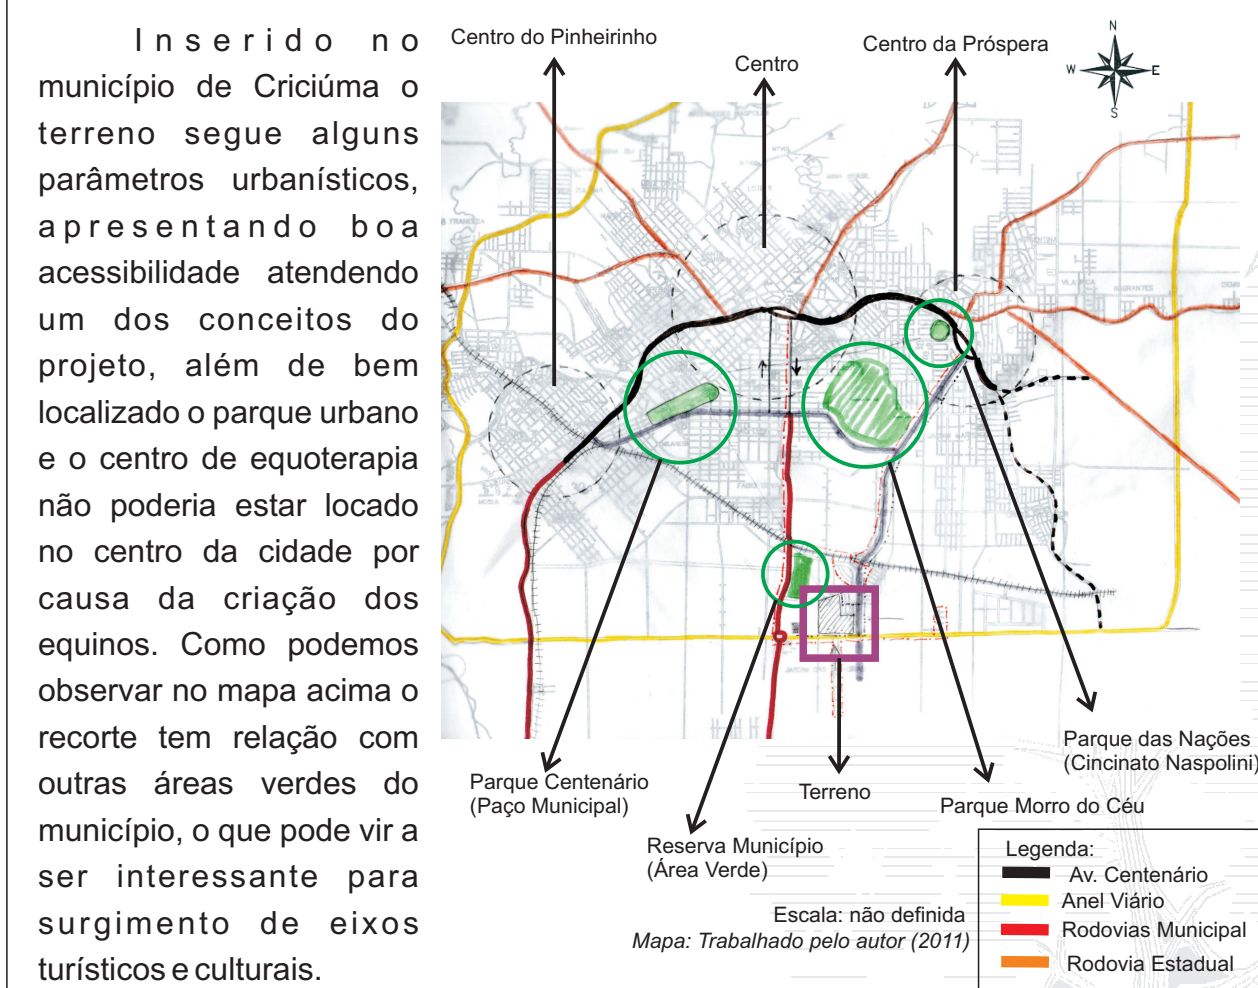 Inserido no
município de Criciúma o
terreno segue alguns
parâmetros urbanísticos,
apresentando boa
acessibilidade atendendo
um dos conceitos do
projeto, além de bem
localizado o parque urbano
e o centro de equoterapia
não poderia estar locado
no centro da cidade por
causa da criação dos
equinos. Como podemos
observar no mapa acima o
recorte tem relação com
outras áreas verdes do
município, o que pode vir a
ser interessante para
surgimento de eixos
turísticos e culturais.
Centro do Pinheirinho
Centro
Centro da Próspera
N
W
E
S
Parque Centenário
(Paço Municipal)
Reserva Município
(Área Verde)
Terreno
Parque Morro do Céu
Parque das Nações
(Cincinato Naspolini)
Escala: não definida
Mapa: Trabalhado pelo autor (2011)
Legenda:
Av. Centenário
Anel Viário
Rodovias Municipal
Rodovia Estadual